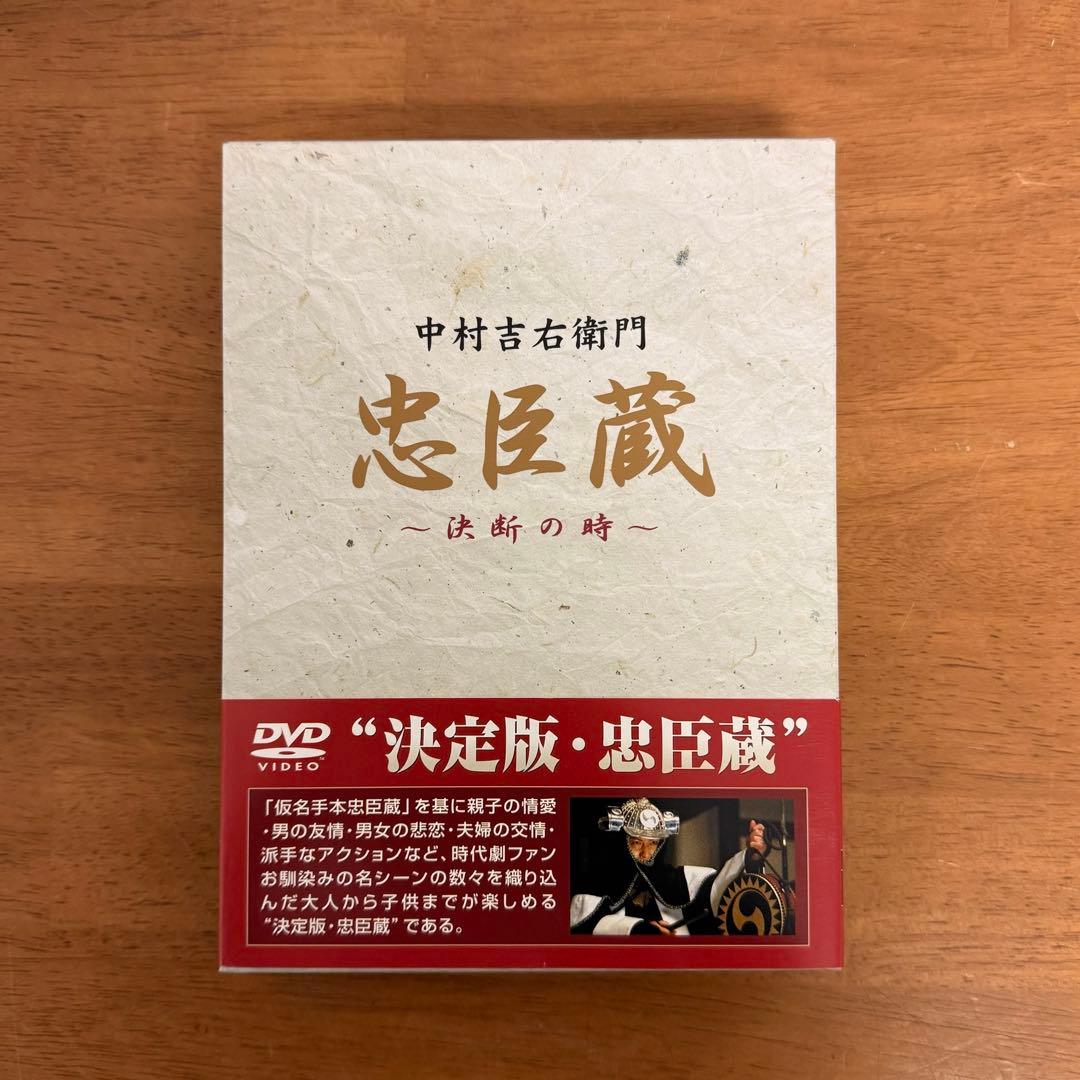 中村吉右衛門
忠臣蔵
～決断の時～
DVD
VIDEO
“決定版・忠臣蔵”
「仮名手本忠臣蔵」を基に親子の情愛
・男の友情・男女の悲恋・夫婦の交情・
派手なアクションなど、時代劇ファン
お馴染みの名シーンの数々を織り込
んだ大人から子供までが楽しめる
“決定版・忠臣蔵”である。